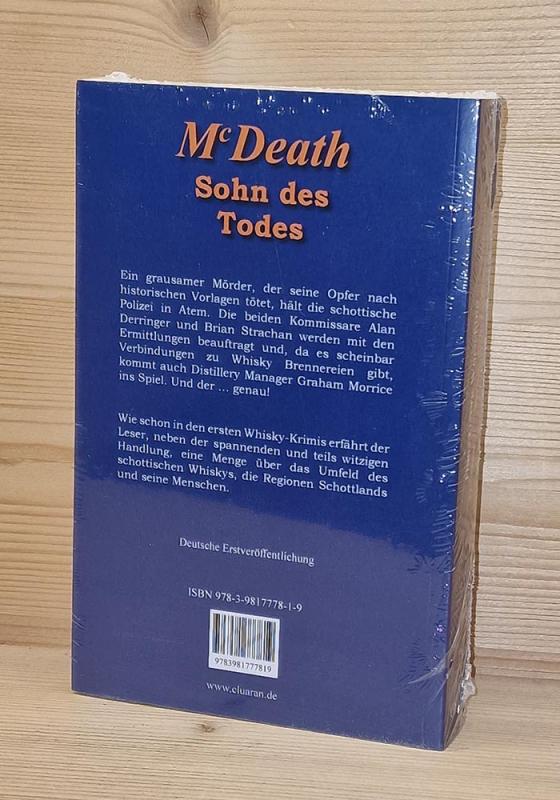 McDeath
Sohn des
Todes
Ein grausamer Mörder, der seine Opfer nach
historischen Vorlagen tötet, hält die schottische
Polizei in Atem. Die beiden Kommissare Alan
Derringer und Brian Strachan werden mit den
Ermittlungen beauftragt und, da es scheinbar
Verbindungen zu Whisky Brennereien gibt,
kommt auch Distillery Manager Graham Morrice
ins Spiel. Und der ... genau!
Wie schon in den ersten Whisky-Krimis erfährt der
Leser, neben der spannenden und teils witzigen
Handlung, eine Menge über das Umfeld des
schottischen Whiskys, die Regionen Schottlands
und seine Menschen.
Deutsche Erstveröffentlichung
ISBN 978-3-9817778-1-9
9783981777819
www.cluaran.de